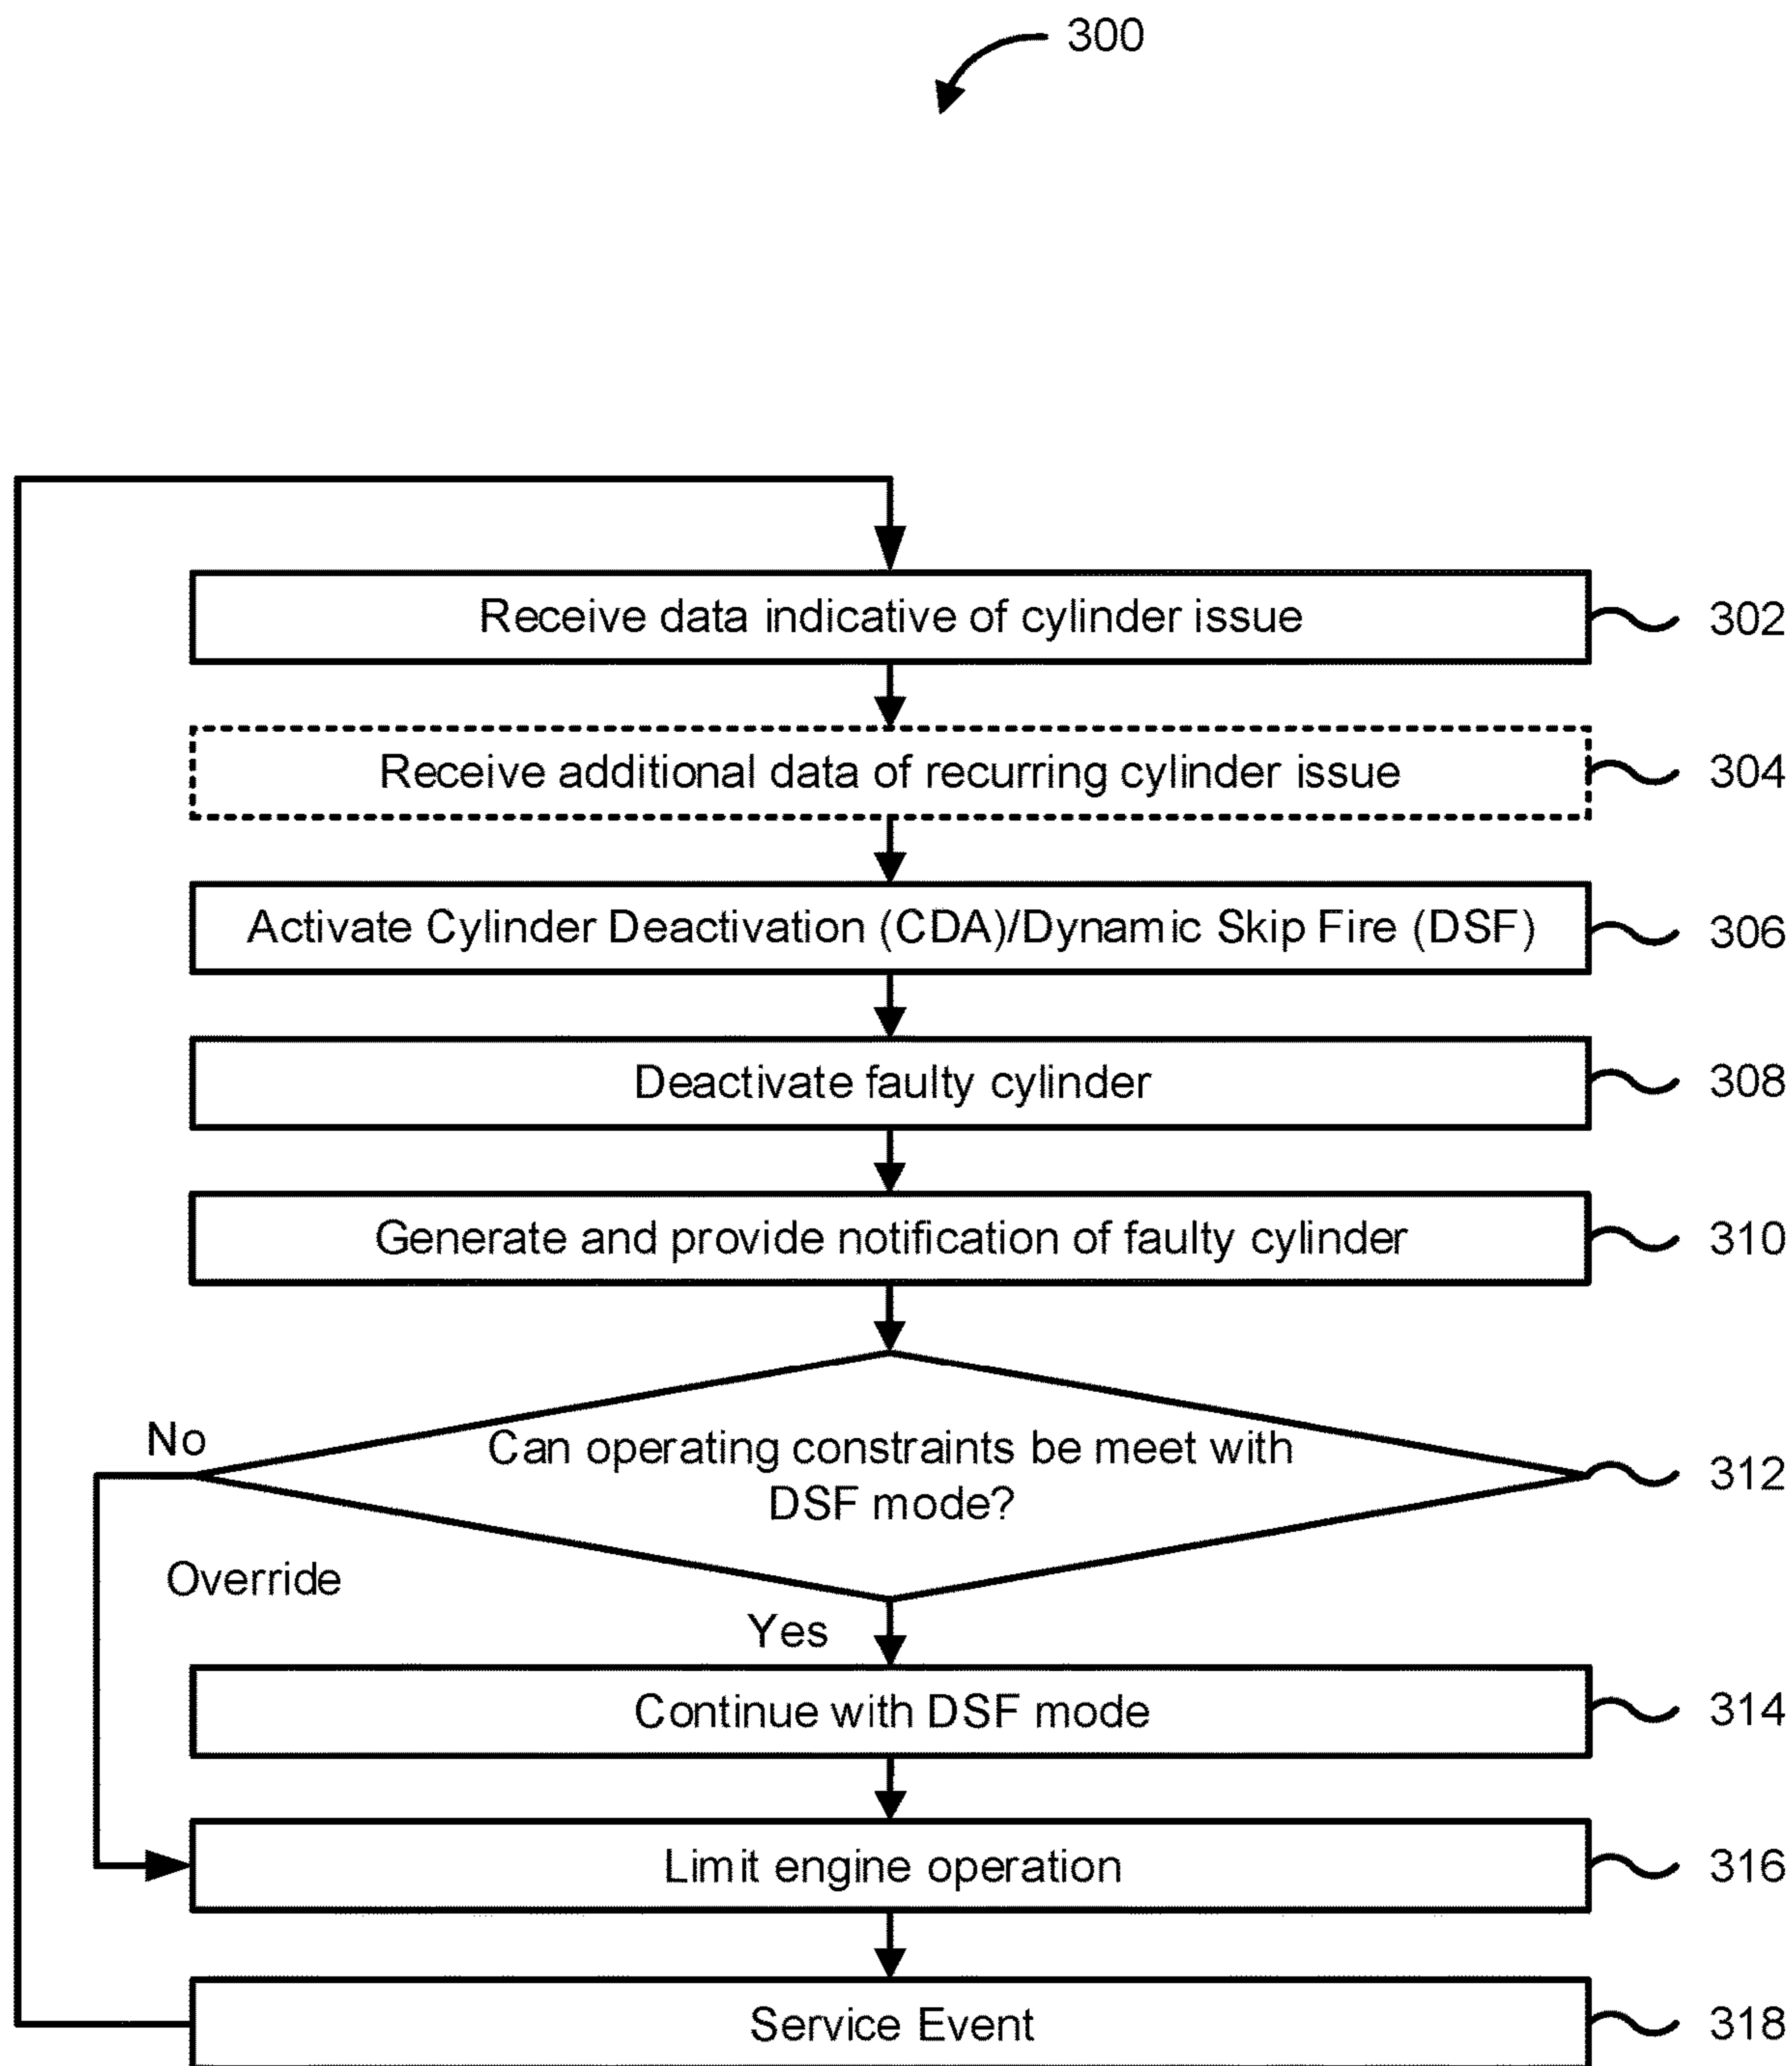 300
Receive data indicative of cylinder issue
302
Receive additional data of recurring cylinder issue
304
Activate Cylinder Deactivation (CDA)/Dynamic Skip Fire (DSF)
306
Deactivate faulty cylinder
308
Generate and provide notification of faulty cylinder
310
No
Can operating constraints be meet with
DSF mode?
312
Override
Yes
Continue with DSF mode
314
Limit engine operation
316
Service Event
318